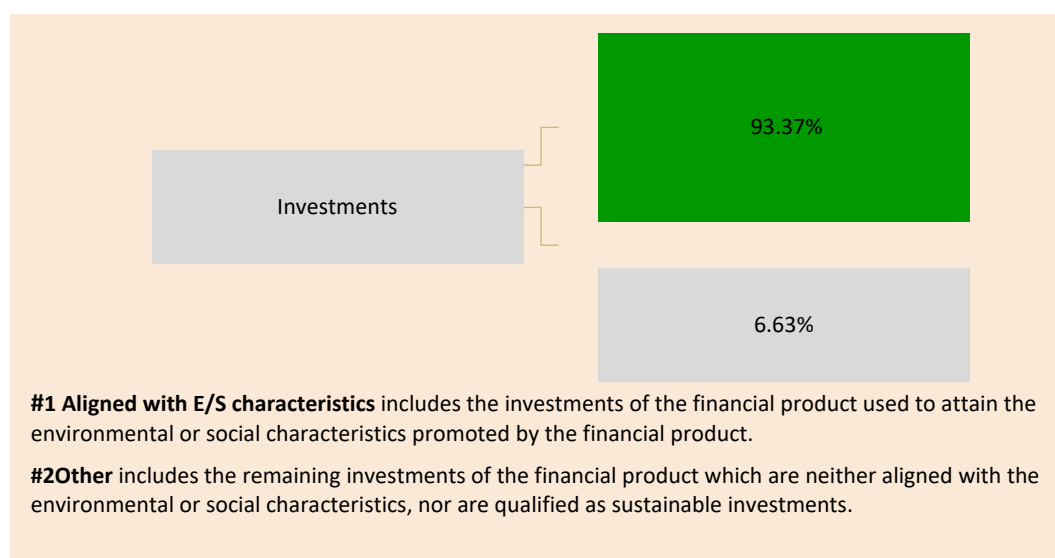 93.37%
Investments
6.63%
#1 Aligned with E/S characteristics includes the investments of the financial product used to attain the
environmental or social characteristics promoted by the financial product.
#2Other includes the remaining investments of the financial product which are neither aligned with the
environmental or social characteristics, nor are qualified as sustainable investments.